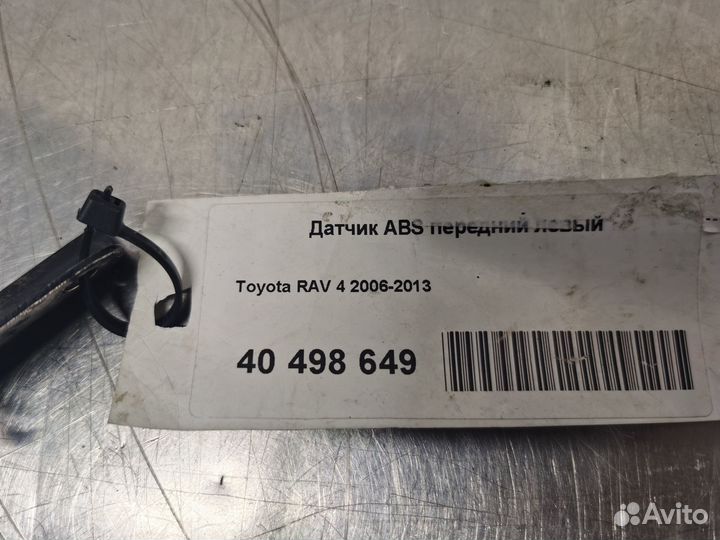 Датчик ABS передний левый
Toyota RAV 4 2006-2013
40 498 649
Avito